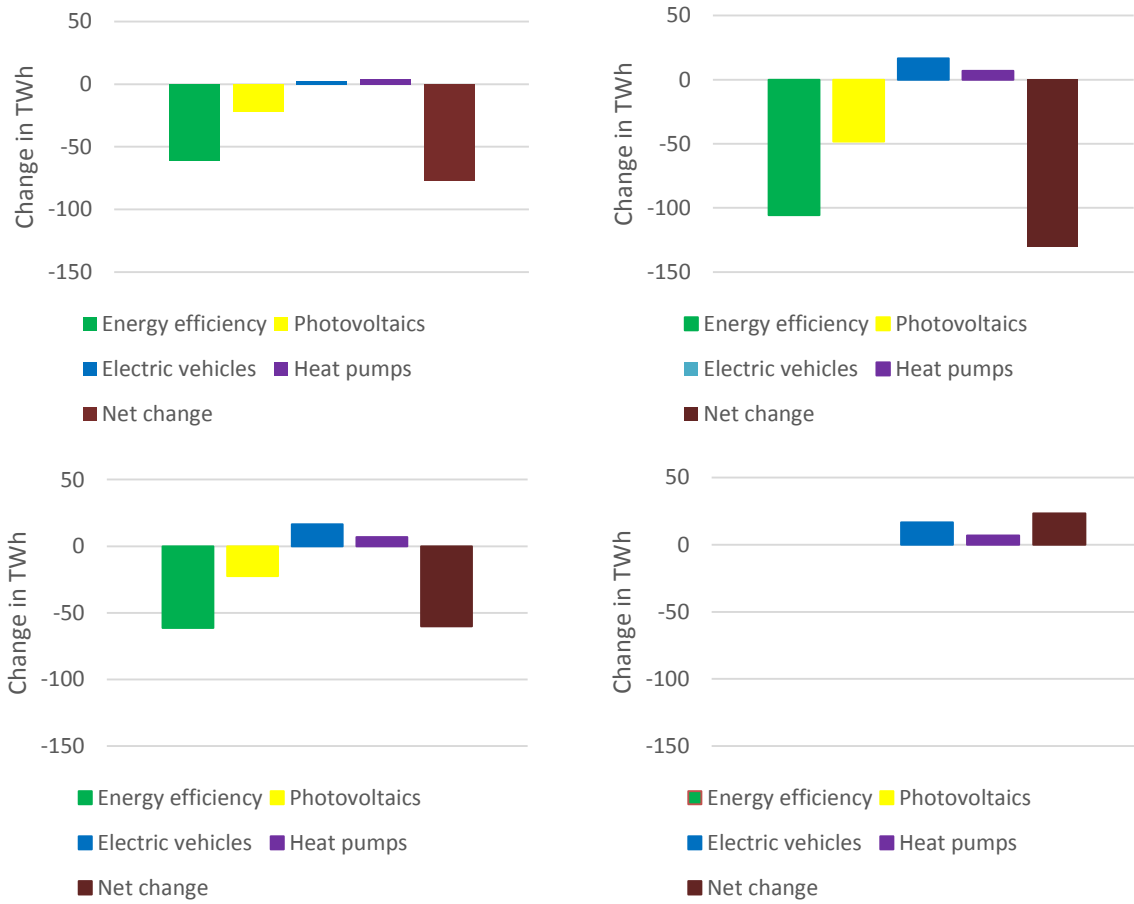 Change in TWh
50
0
-50
-100
-150
Energy efficiency Photovoltaics
Electric vehicles Heat pumps
Net change
Change in TWh
50
0
-50
-100
-150
Energy efficiency Photovoltaics
Electric vehicles Heat pumps
Net change
Change in TWh
50
0
-50
-100
-150
Energy efficiency Photovoltaics
Electric vehicles Heat pumps
Net change
Change in TWh
50
0
-50
-100
-150
Energy efficiency Photovoltaics
Electric vehicles Heat pumps
Net change